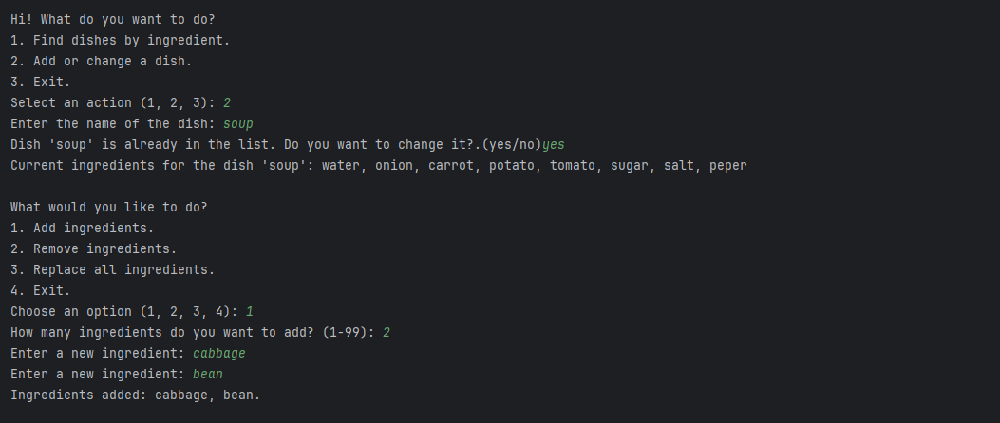 Hi! What do you want to do?
1. Find dishes by ingredient.
2. Add or change a dish.
3. Exit.
Select an action (1, 2, 3): 2
Enter the name of the dish: soup
Dish 'soup' is already in the list. Do you want to change it?.(yes/no)yes
Current ingredients for the dish 'soup': water, onion, carrot, potato, tomato, sugar, salt, peper
What would you like to do?
1. Add ingredients.
2. Remove ingredients.
3. Replace all ingredients.
4. Exit.
Choose an option (1, 2, 3, 4): 1
How many ingredients do you want to add? (1-99): 2
Enter a new ingredient: cabbage
Enter a new ingredient: bean
Ingredients added: cabbage, bean.